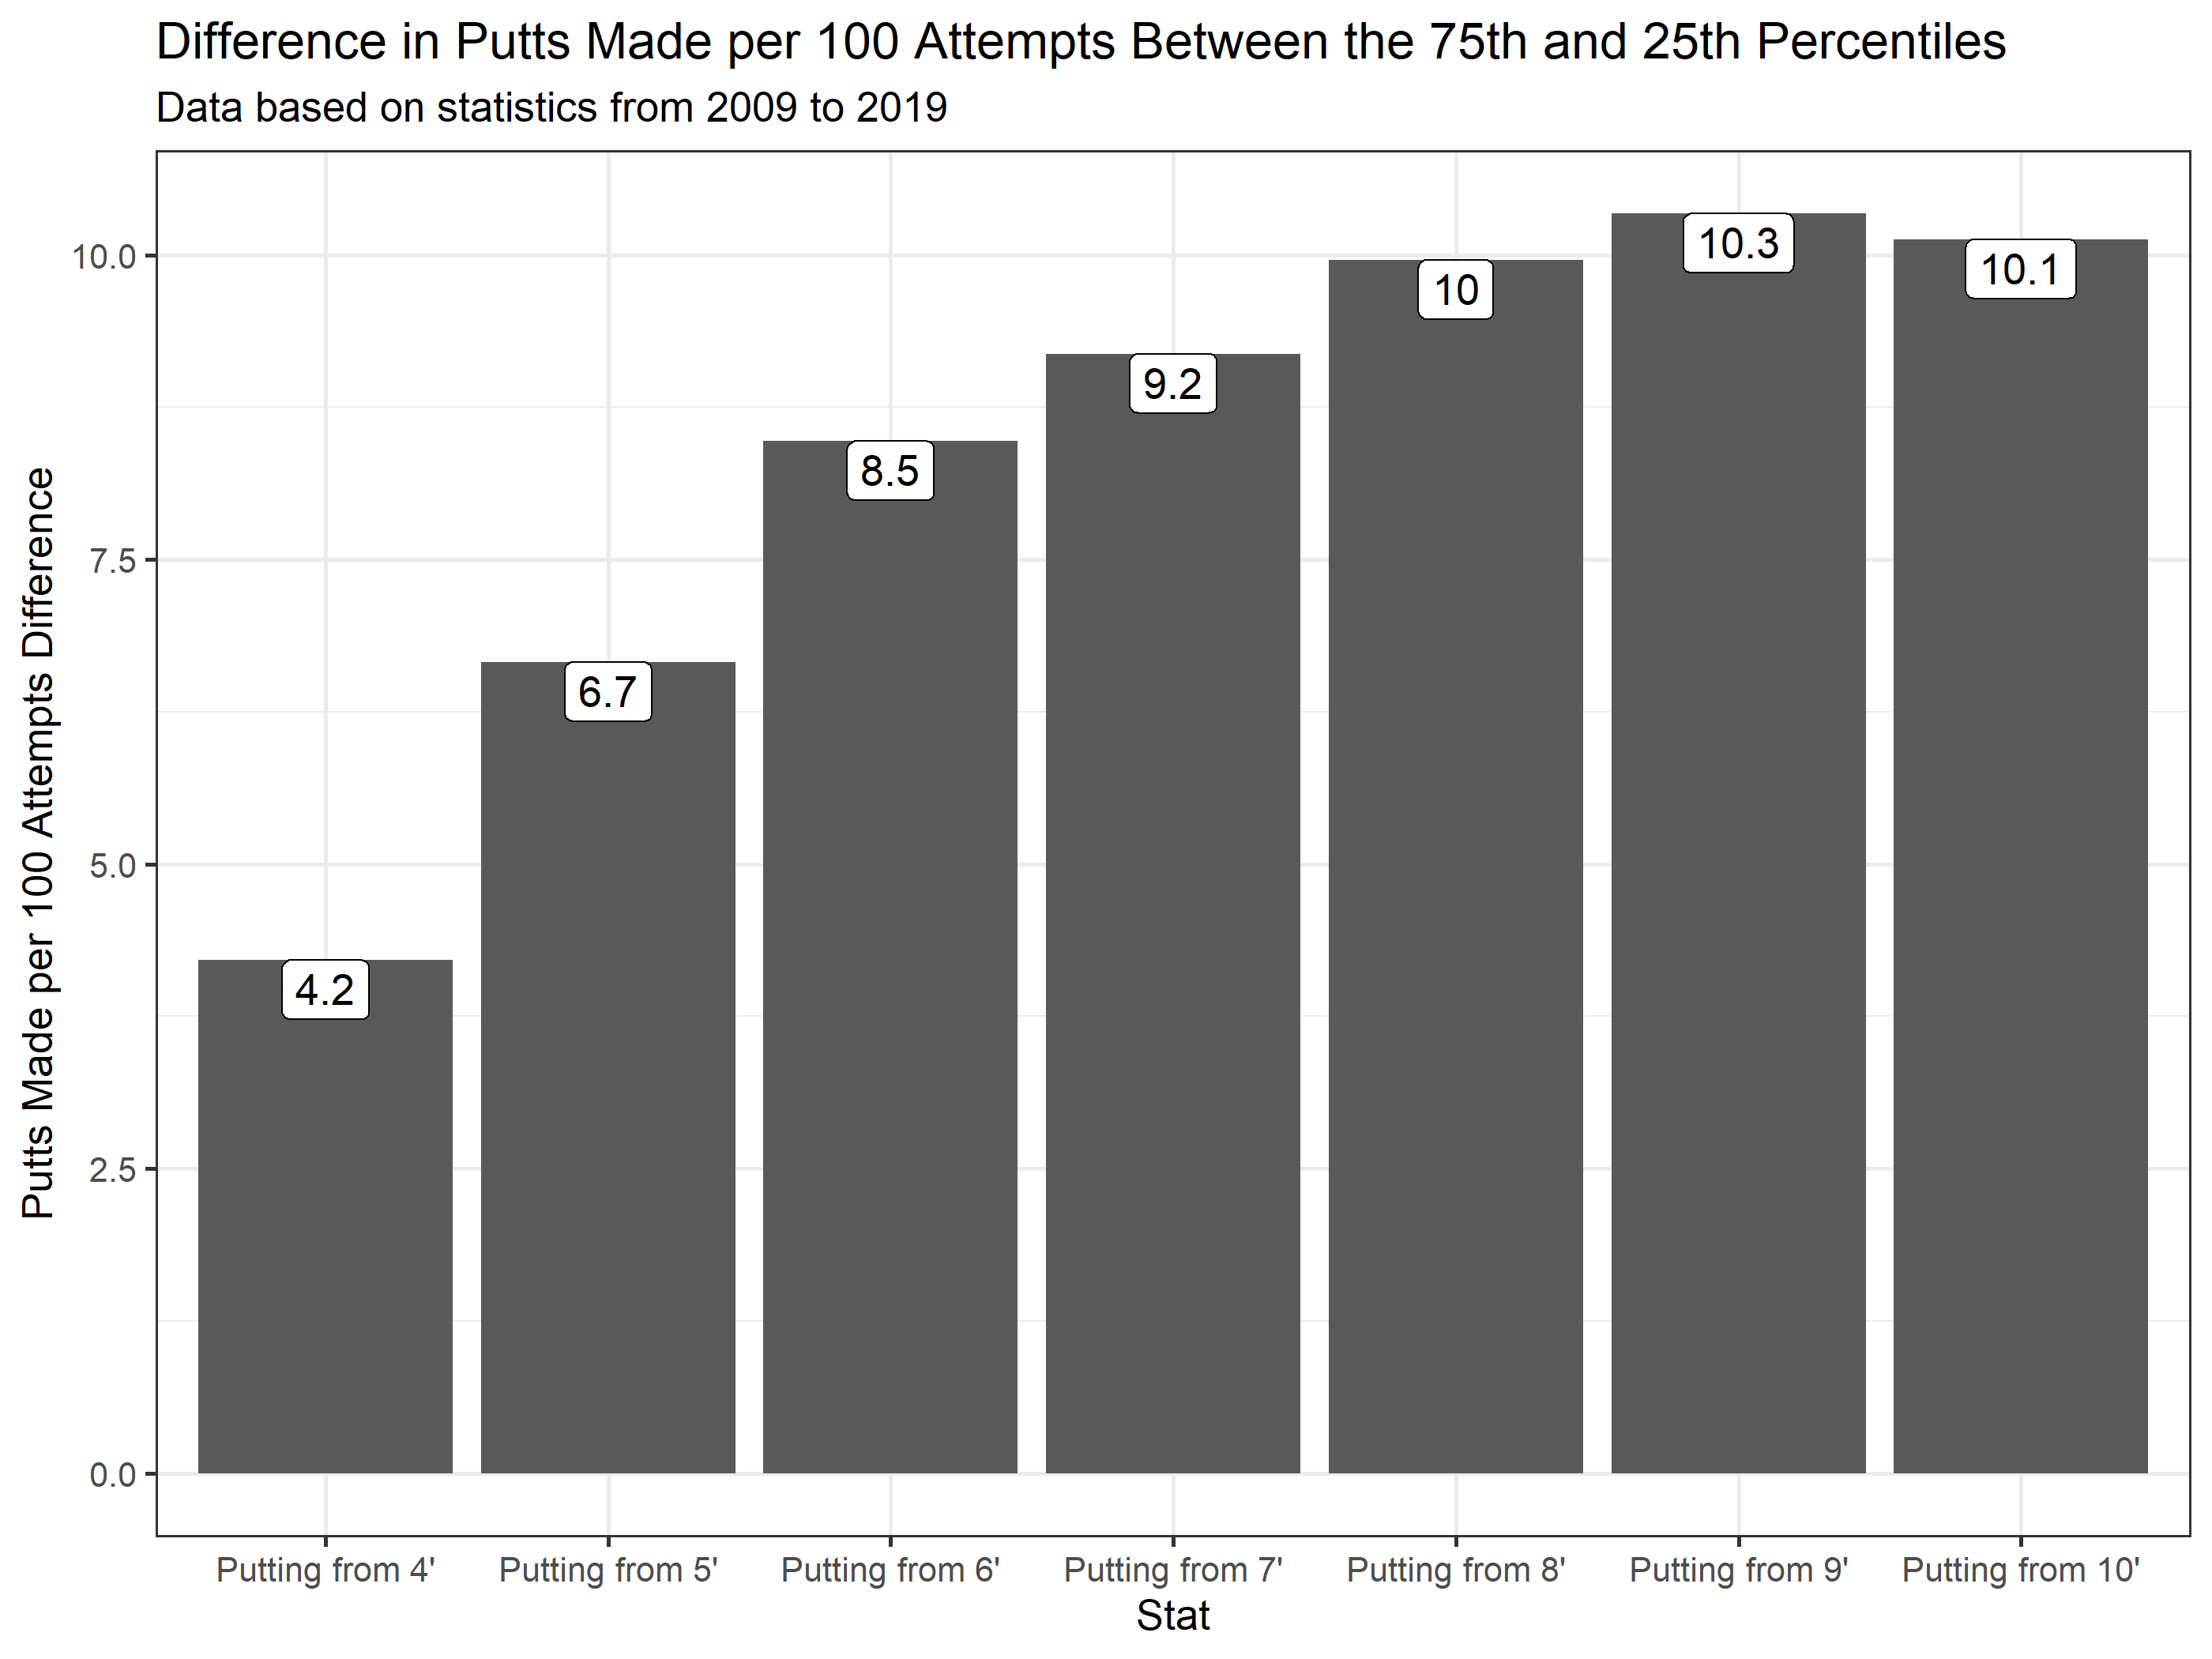 Difference in Putts Made per 100 Attempts Between the 75th and 25th Percentiles
Data based on statistics from 2009 to 2019
Putts Made per 100 Attempts Difference
10.0
7.5
5.0
2.5
0.0
4.2
6.7
8.5
9.2
10
10.3
10.1
Putting from 4'
Putting from 5'
Putting from 6'
Putting from 7'
Putting from 8'
Putting from 9'
Putting from 10'
Stat